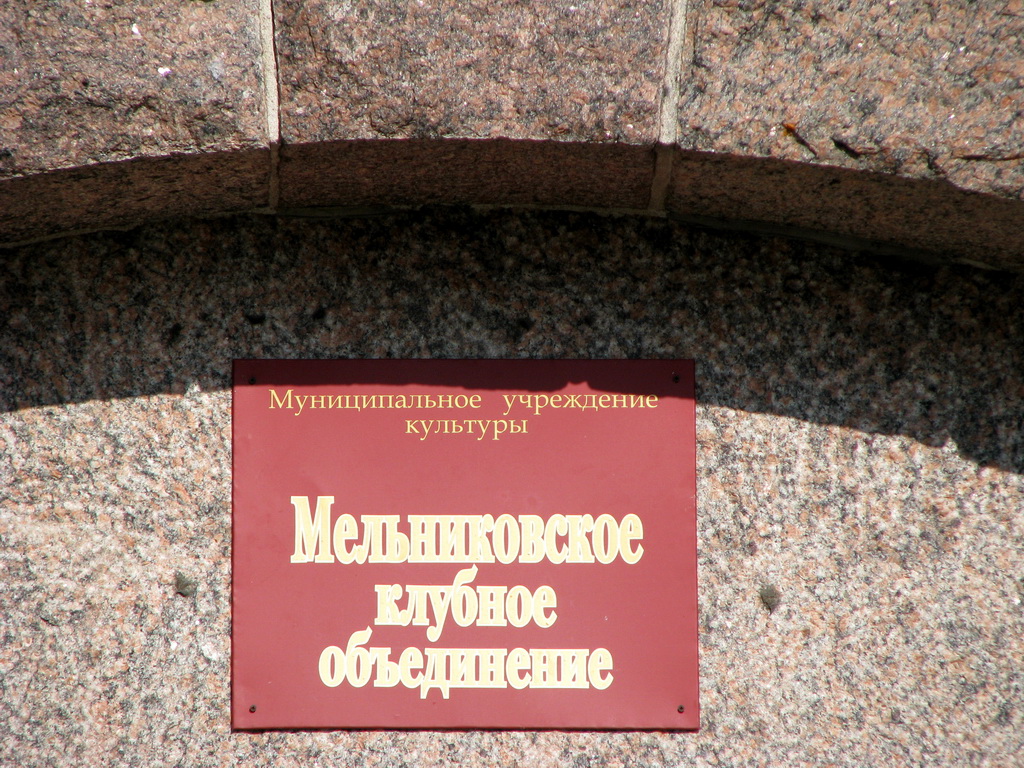 Муниципальное учреждение
культуры
Мельниковское
клубное
объединение